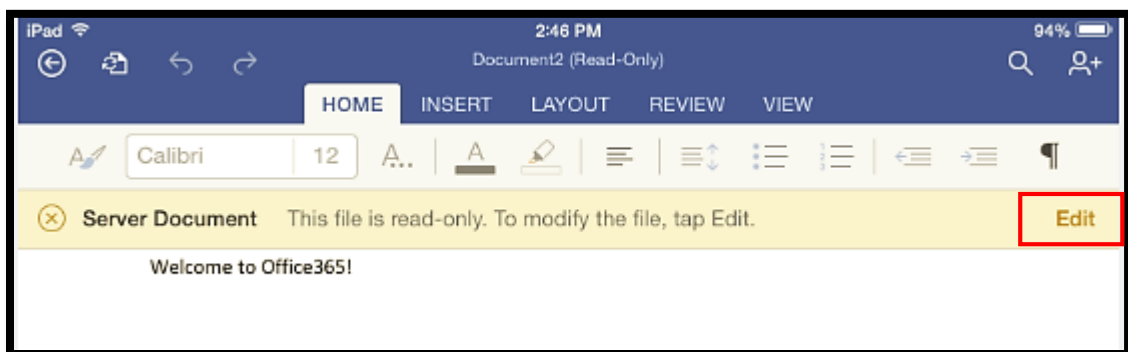 iPad 2:46 PM 94%
Document2 (Read-Only)
HOME INSERT LAYOUT REVIEW VIEW
A Calibri 12 A.. A ¶
Server Document This file is read-only. To modify the file, tap Edit. Edit
Welcome to Office365!